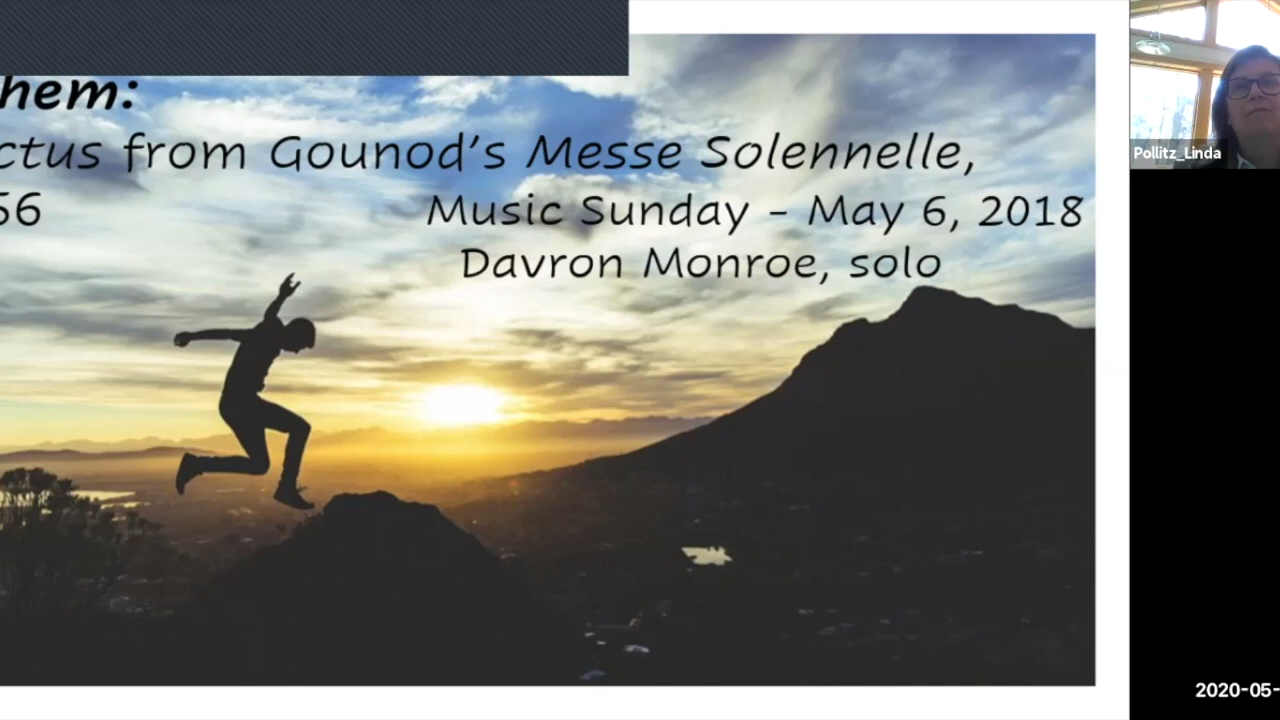 hem:
ctus from Gounod's Messe Solennelle,
56
Music Sunday - May 6, 2018
Davron Monroe, solo
Pollitz_Linda
2020-05-